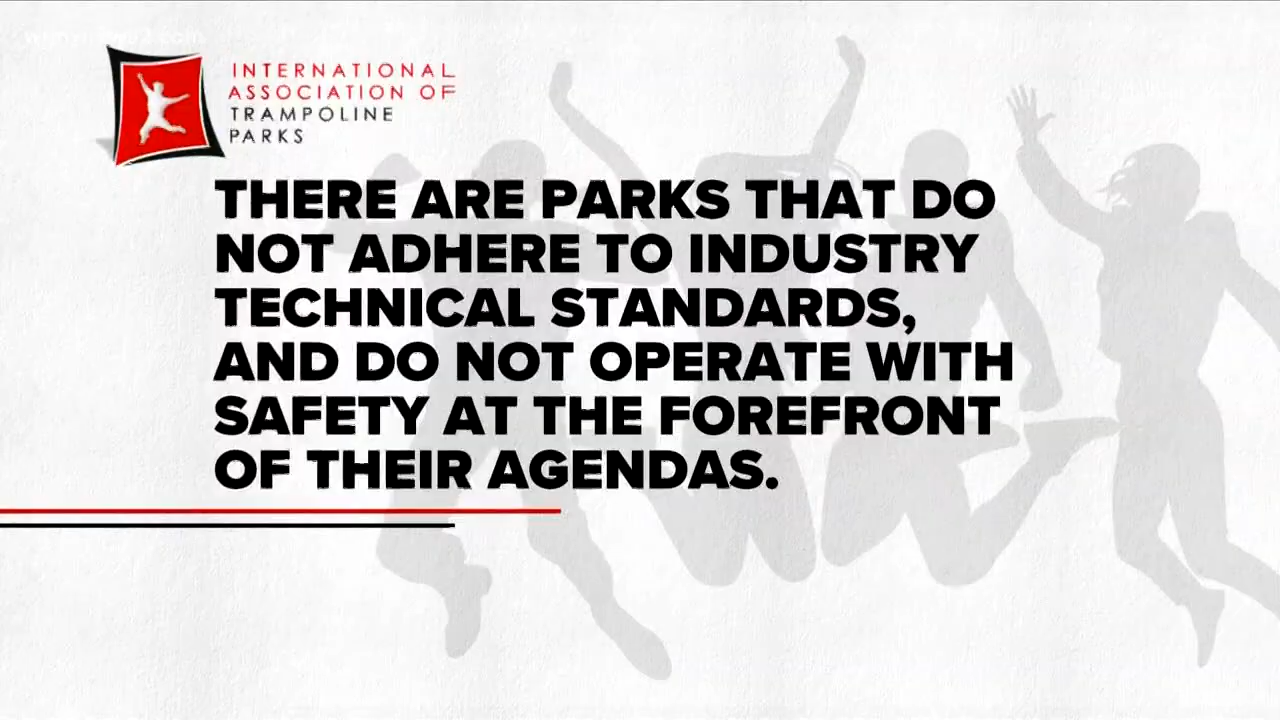 INTERNATIONAL
ASSOCIATION OF
TRAMPOLINE
PARKS
THERE ARE PARKS THAT DO
NOT ADHERE TO INDUSTRY
TECHNICAL STANDARDS,
AND DO NOT OPERATE WITH
SAFETY AT THE FOREFRONT
OF THEIR AGENDAS.